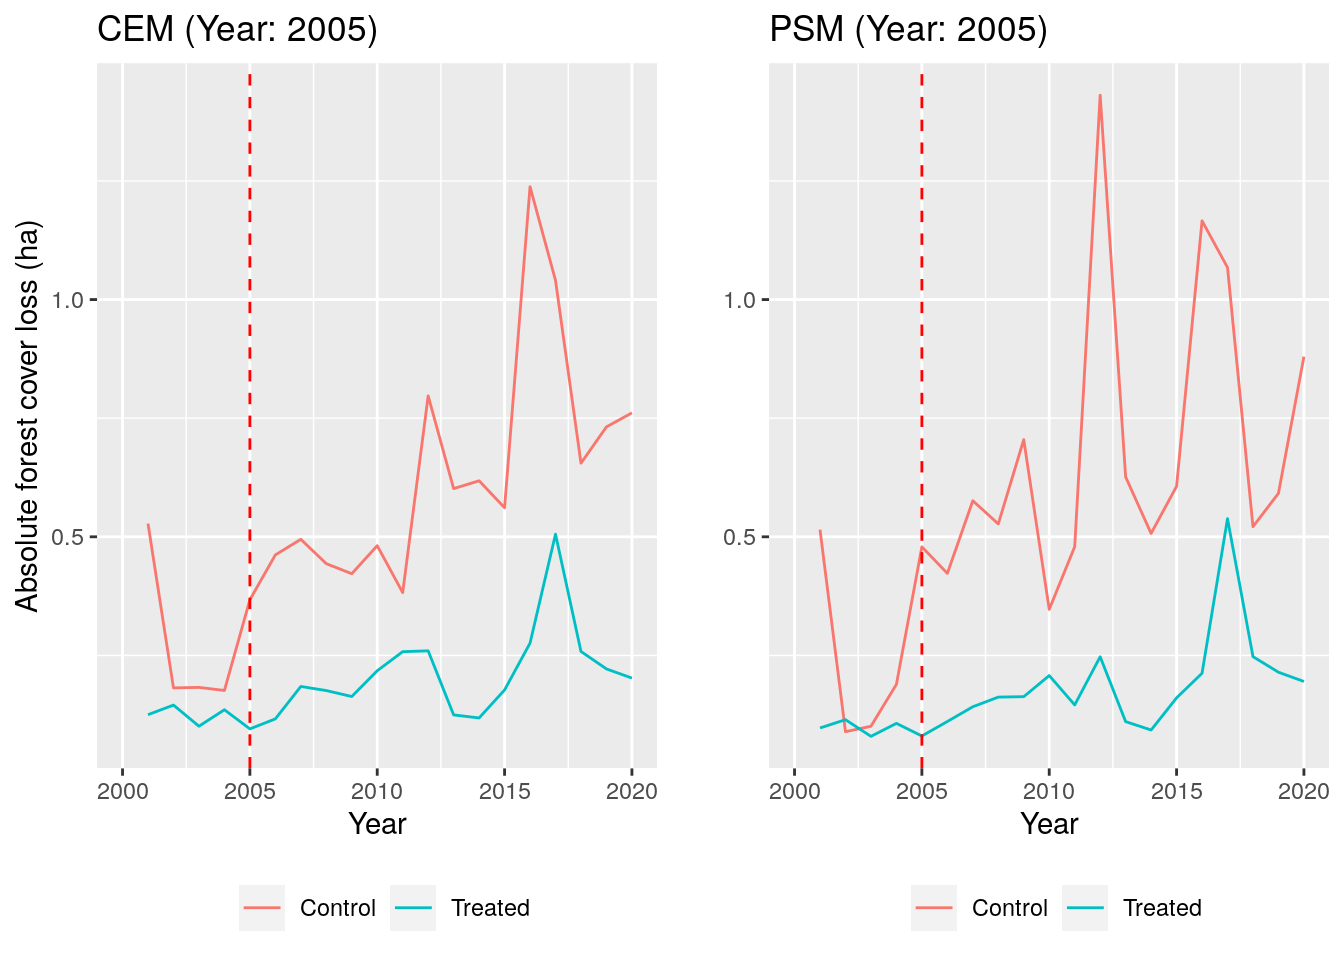 CEM (Year: 2005)
Absolute forest cover loss (ha)
1.0
0.5
2000 2005 2010 2015 2020
Year
Control Treated
PSM (Year: 2005)
1.0
0.5
2000 2005 2010 2015 2020
Year
Control Treated